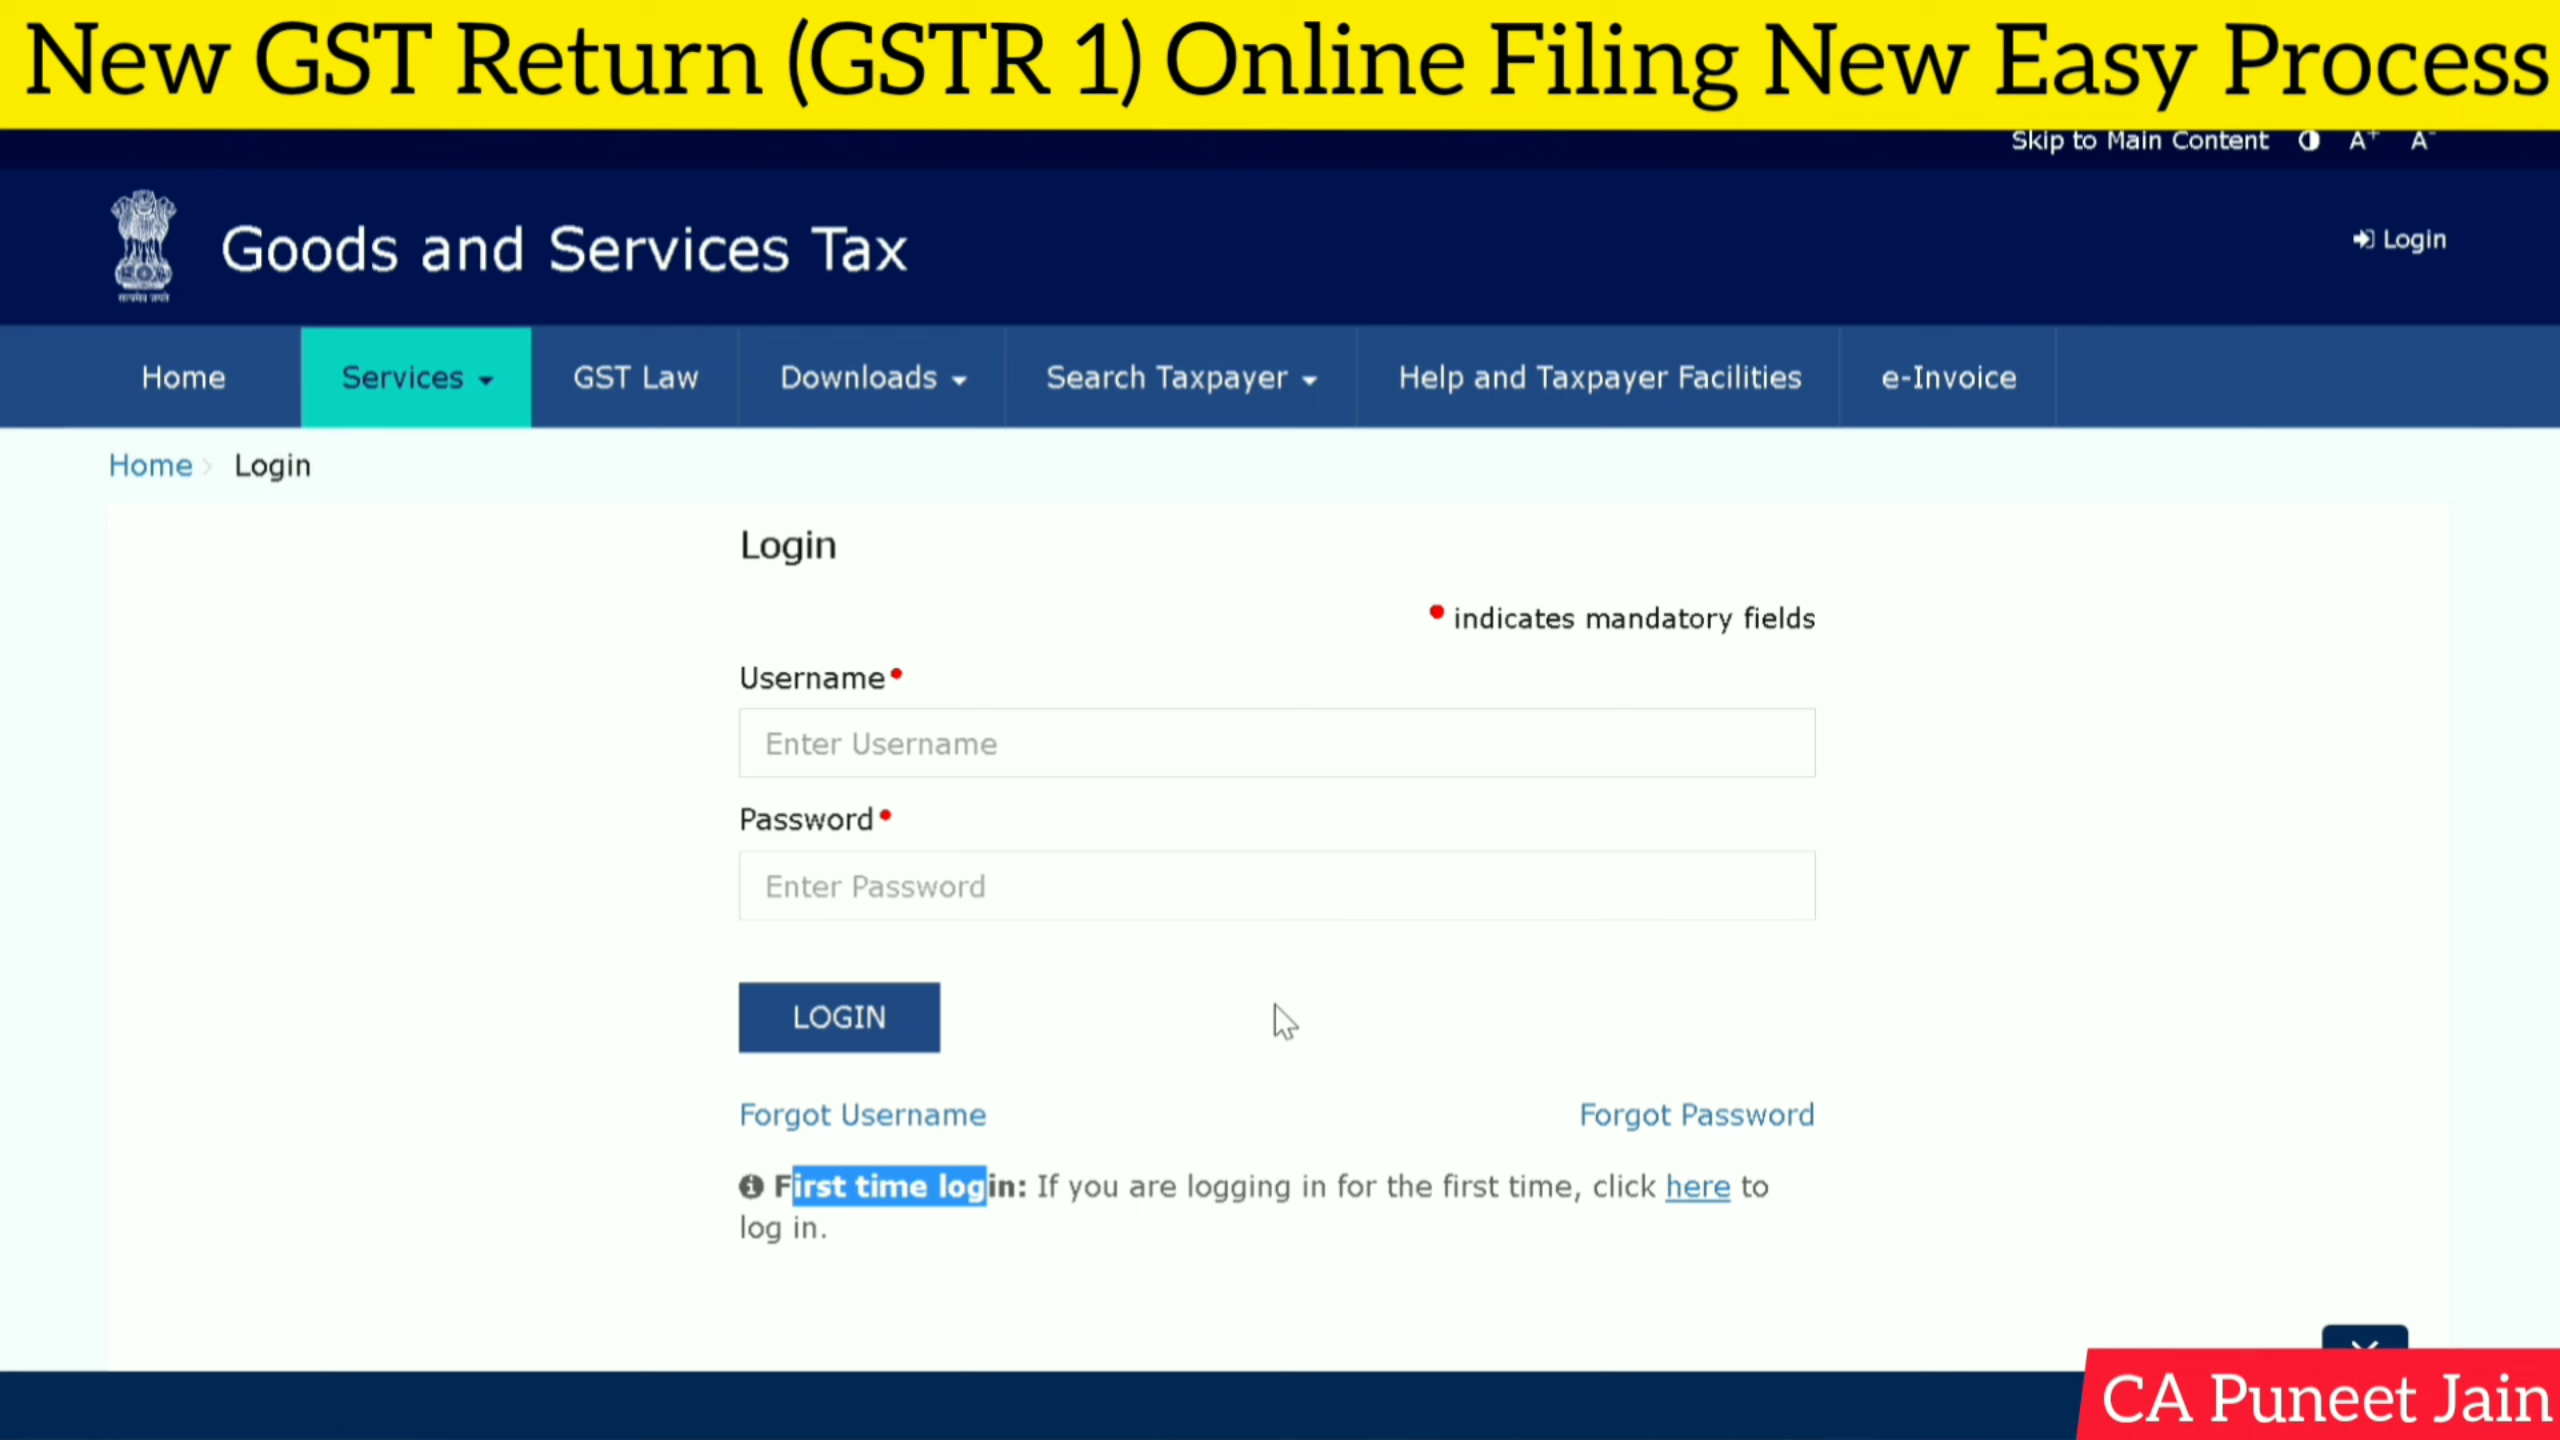 New GST Return (GSTR 1) Online Filing New Easy Process
Skip to Main Content A+ A-
Goods and Services Tax
Login
Home Services GST Law Downloads Search Taxpayer Help and Taxpayer Facilities e-Invoice
Home Login
Login
indicates mandatory fields
Username
Enter Username
Password
Enter Password
LOGIN
Forgot Username Forgot Password
First time login: If you are logging in for the first time, click here to
log in.
CA Puneet Jain